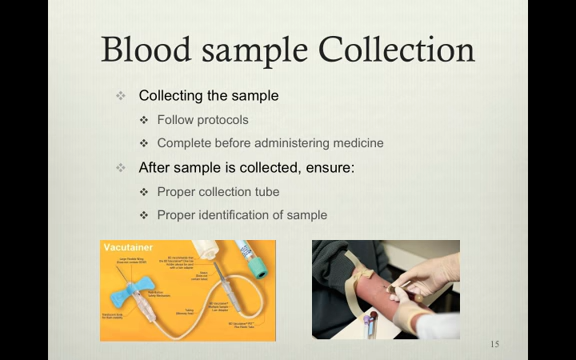 Blood sample Collection
Collecting the sample
Follow protocols
Complete before administering medicine
After sample is collected, ensure:
Proper collection tube
Proper identification of sample
Vacutainer
15